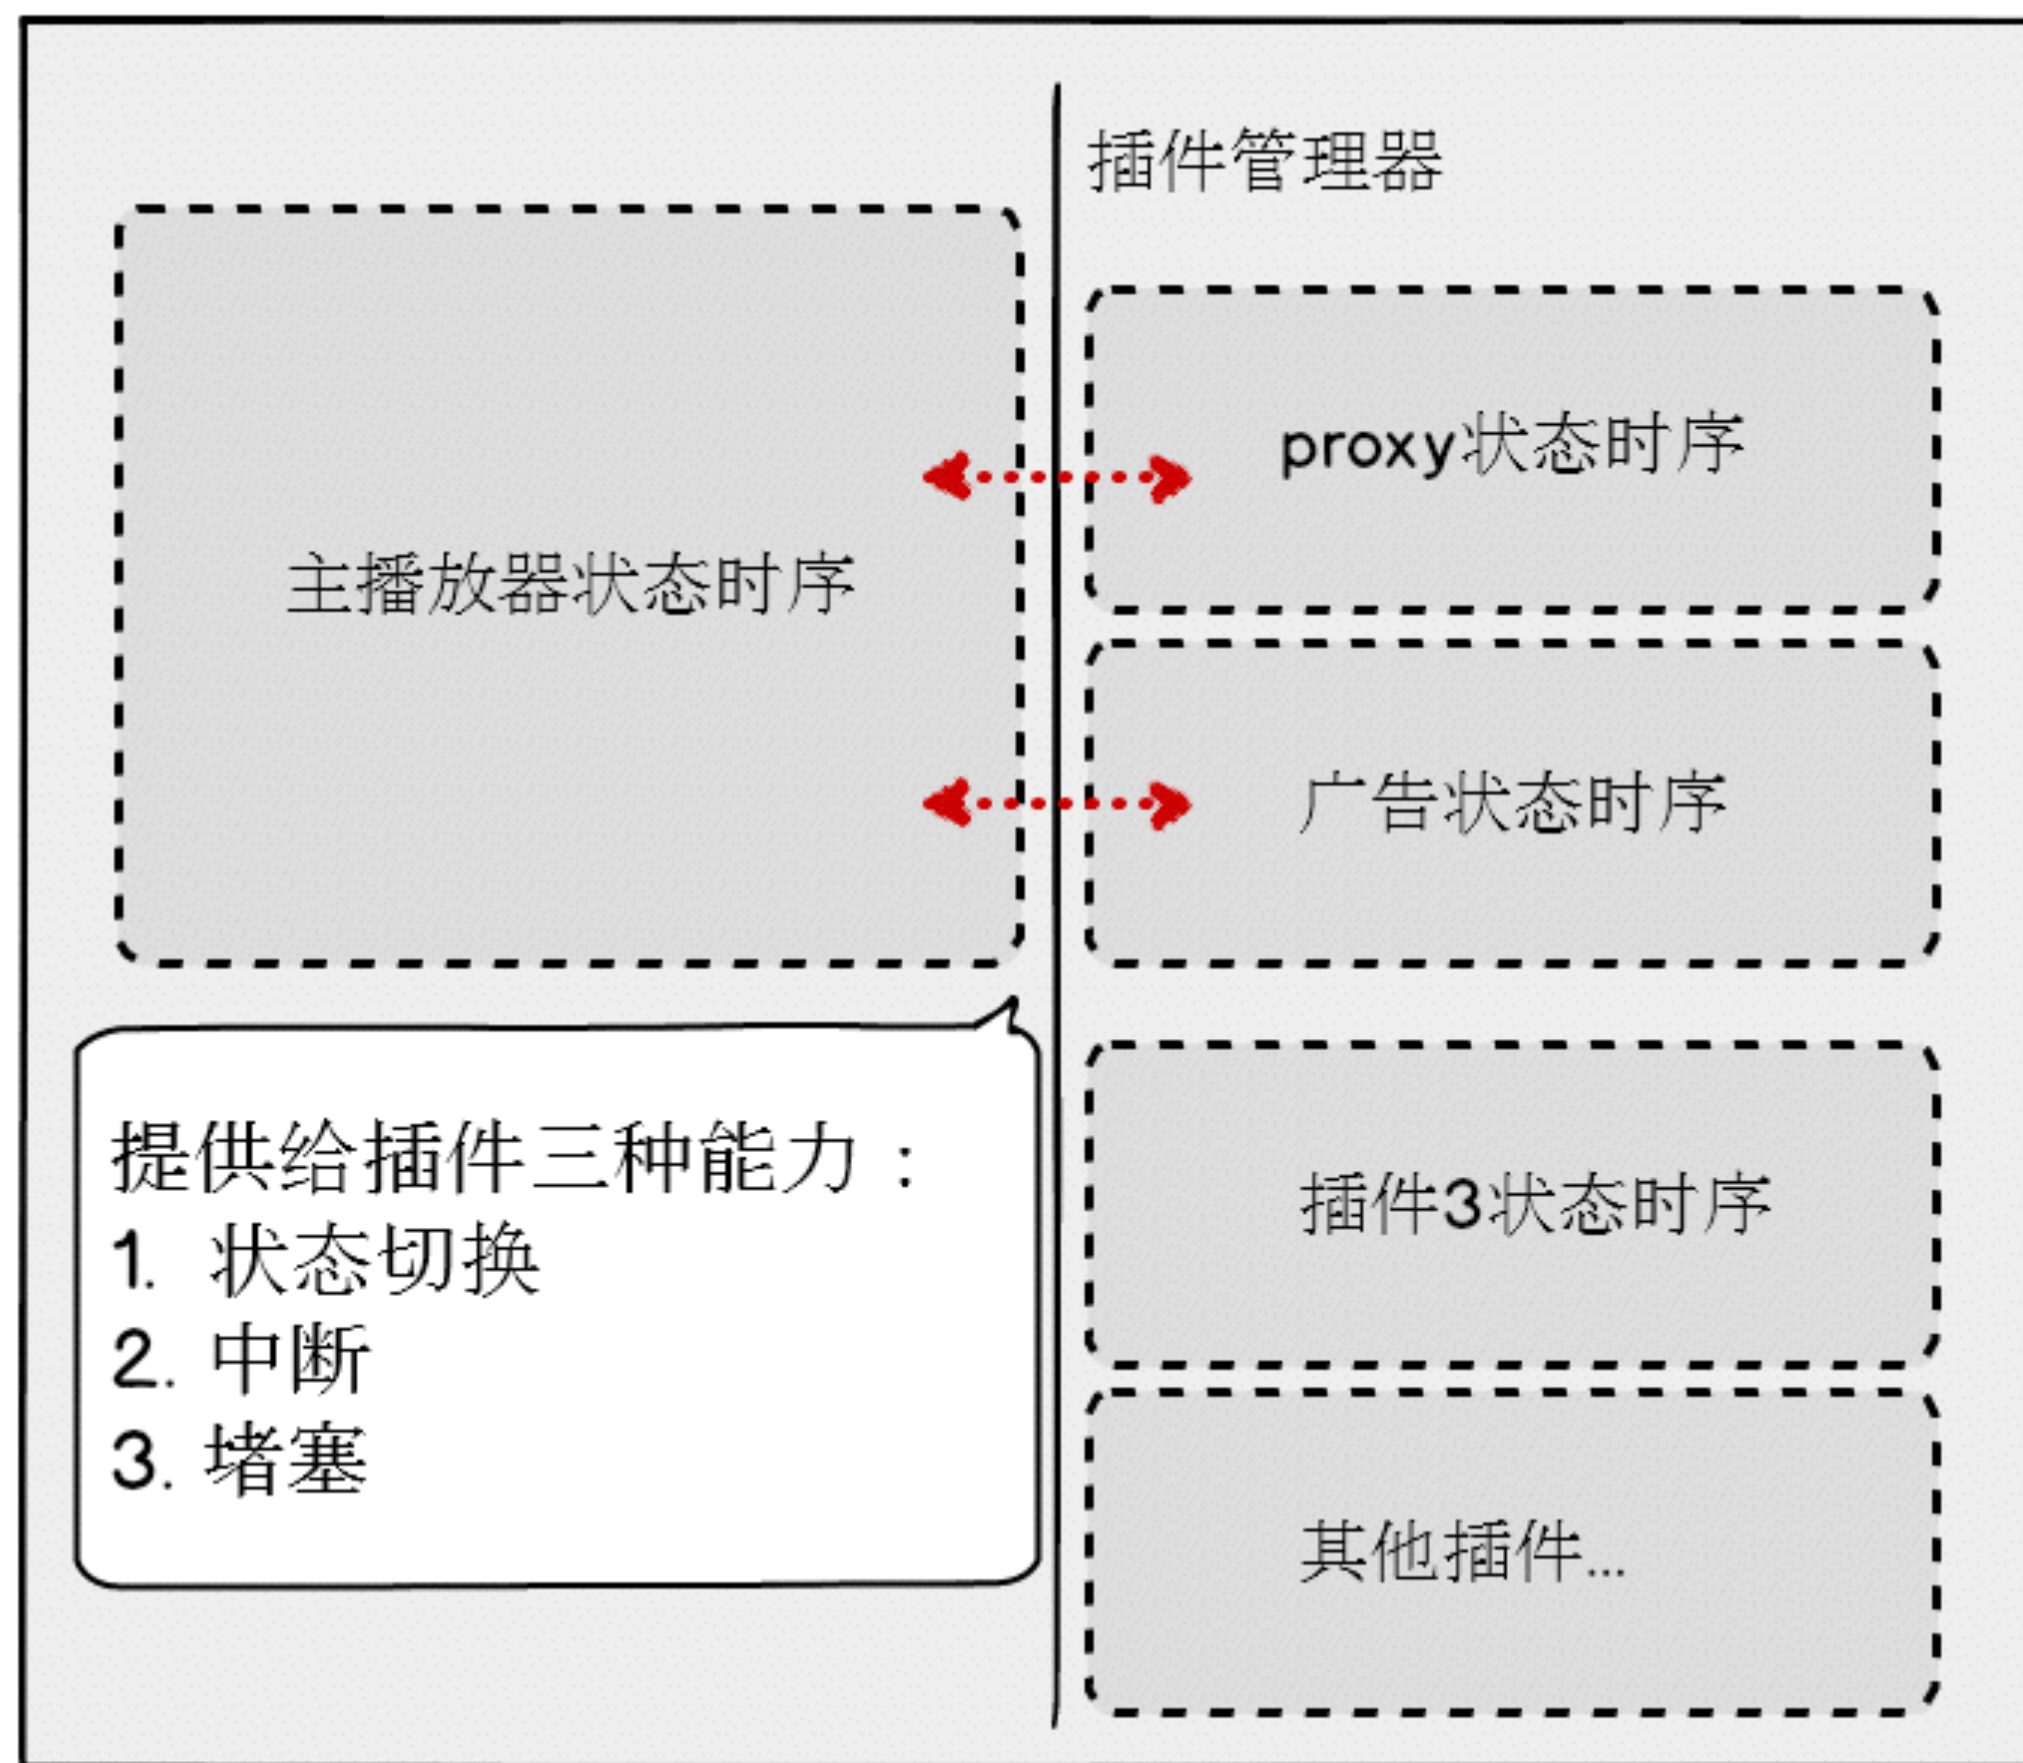 插件管理器
主播放器状态时序
proxy状态时序
广告状态时序
提供给插件三种能力：
1. 状态切换
2. 中断
3. 堵塞
插件3状态时序
其他插件...